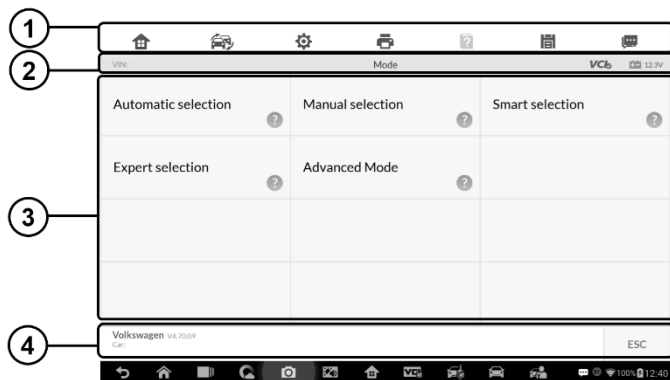 1
2
VIN: Mode VCI 12.3V
3
Automatic selection Manual selection Smart selection
Expert selection Advanced Mode
4
Volkswagen V4.70.09
Car: ESC
100% 12:40